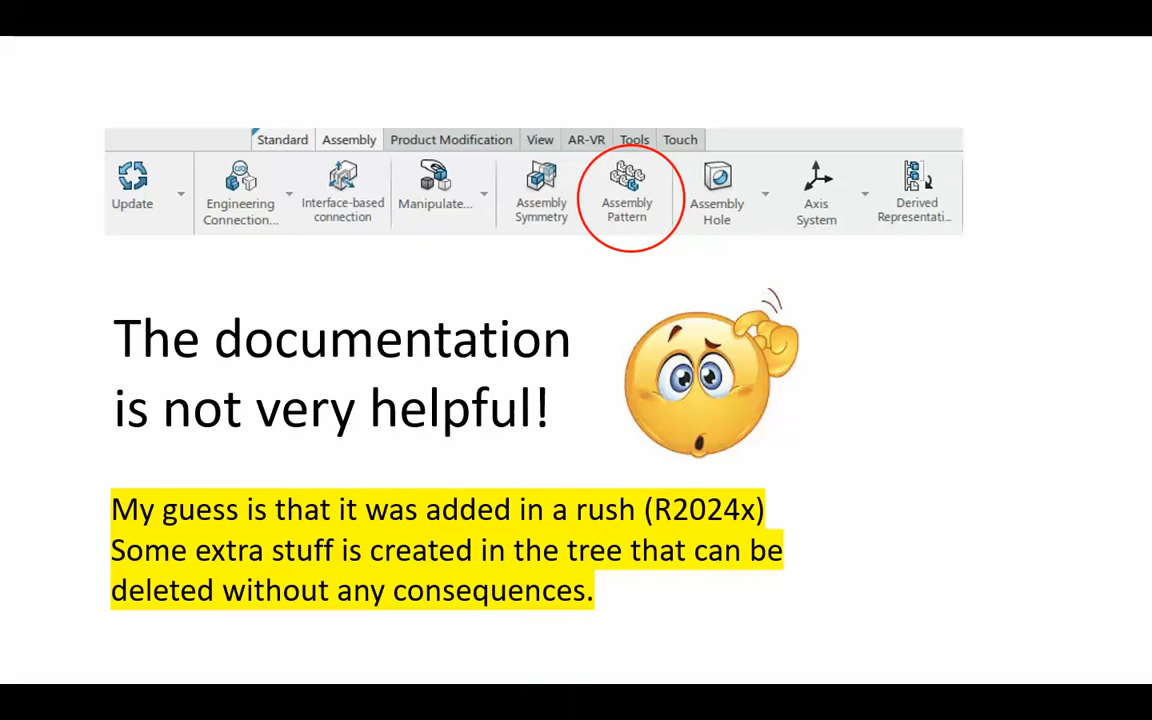 Standard Assembly Product Modification View AR-VR Tools Touch
Update Engineering Connection... Interface-based connection Manipulate... Assembly Symmetry Assembly Pattern Assembly Hole Axis System Derived Representati...
The documentation
is not very helpful!
My guess is that it was added in a rush (R2024x)
Some extra stuff is created in the tree that can be
deleted without any consequences.